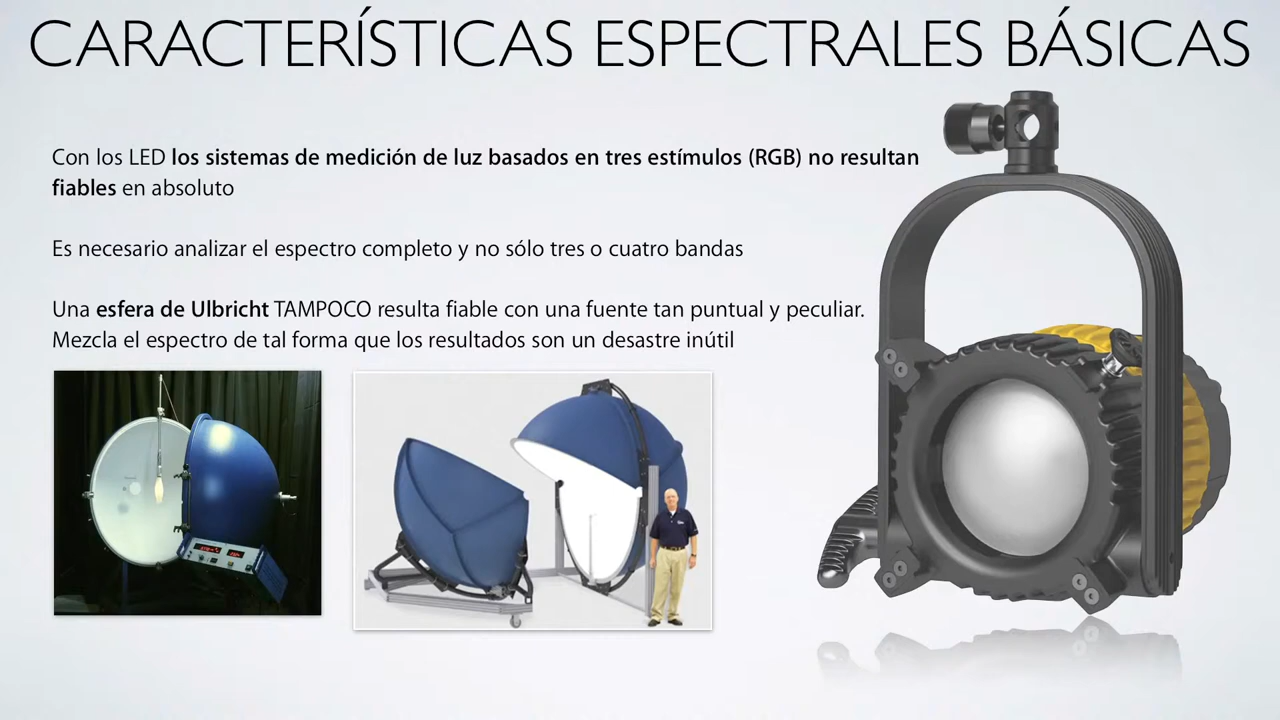 CARACTERÍSTICAS ESPECTRALES BÁSICAS
Con los LED los sistemas de medición de luz basados en tres estímulos (RGB) no resultan
fiables en absoluto
Es necesario analizar el espectro completo y no sólo tres o cuatro bandas
Una esfera de Ulbricht TAMPOCO resulta fiable con una fuente tan puntual y peculiar.
Mezcla el espectro de tal forma que los resultados son un desastre inútil